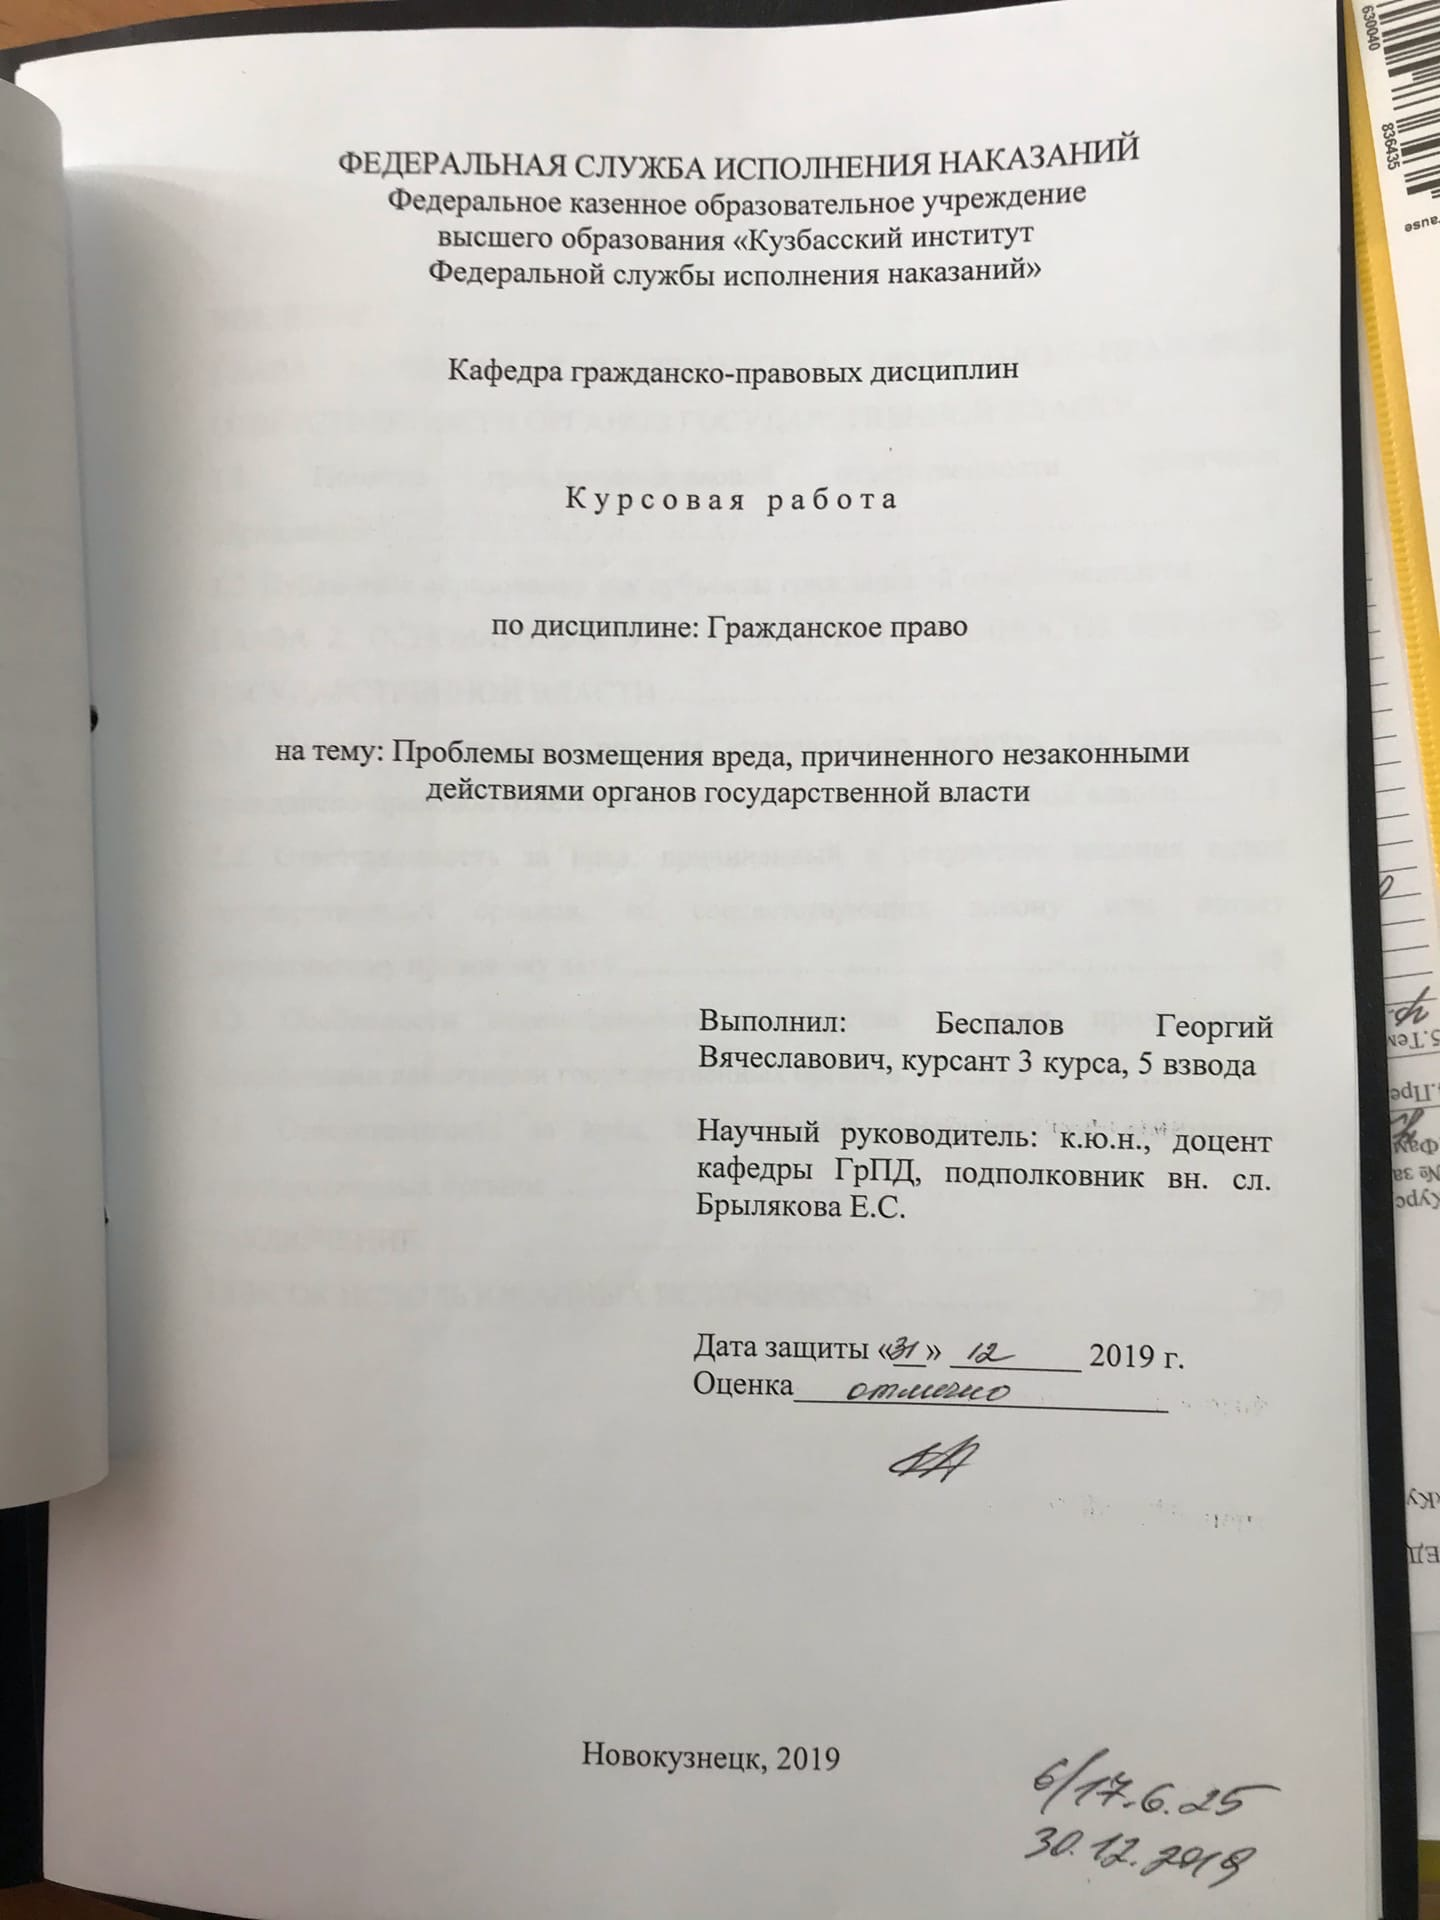 ФЕДЕРАЛЬНАЯ СЛУЖБА ИСПОЛНЕНИЯ НАКАЗАНИЙ
Федеральное казенное образовательное учреждение
высшего образования «Кузбасский институт
Федеральной службы исполнения наказаний»
Кафедра гражданско-правовых дисциплин
Курсовая работа
по дисциплине: Гражданское право
на тему: Проблемы возмещения вреда, причиненного незаконными
действиями органов государственной власти
Выполнил: Беспалов Георгий
Вячеславович, курсант 3 курса, 5 взвода
Научный руководитель: к.ю.н., доцент
кафедры ГрПД, подполковник вн. сл.
Брылякова Е.С.
Дата защиты «31» 12 2019 г.
Оценка отлично
Новокузнецк, 2019
6/17.6.25
30.12.2019
630040
836435